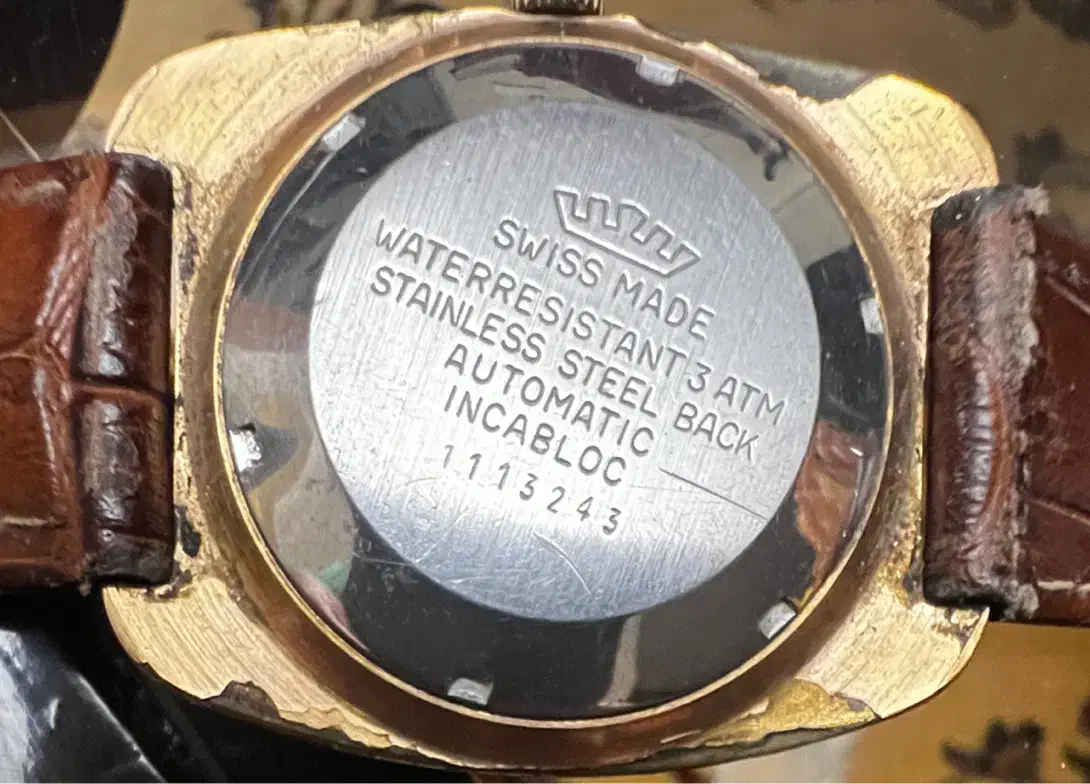 SWISS MADE
WATERRESISTANT 3 ATM
STAINLESS STEEL BACK
AUTOMATIC
INCABLOC
1113243